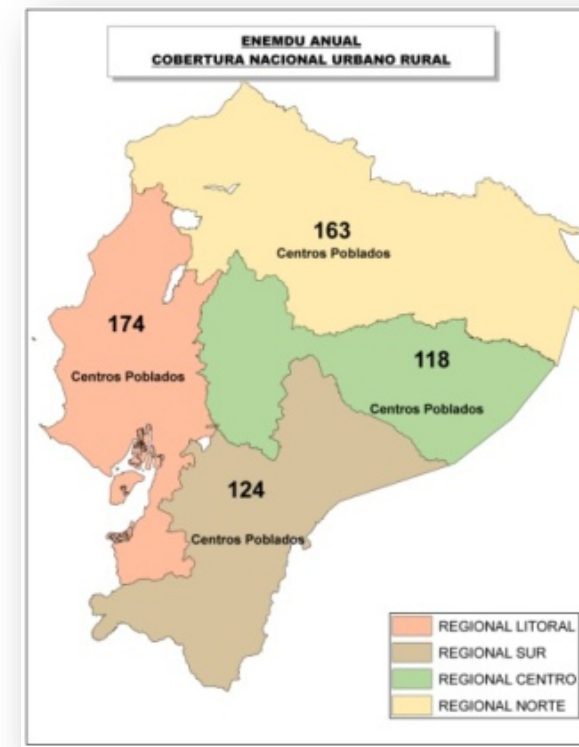 ENEMDU ANUAL
COBERTURA NACIONAL URBANO RURAL
163
Centros Poblados
174
Centros Poblados
118
Centros Poblados
124
Centros Poblados
REGIONAL LITORAL
REGIONAL SUR
REGIONAL CENTRO
REGIONAL NORTE